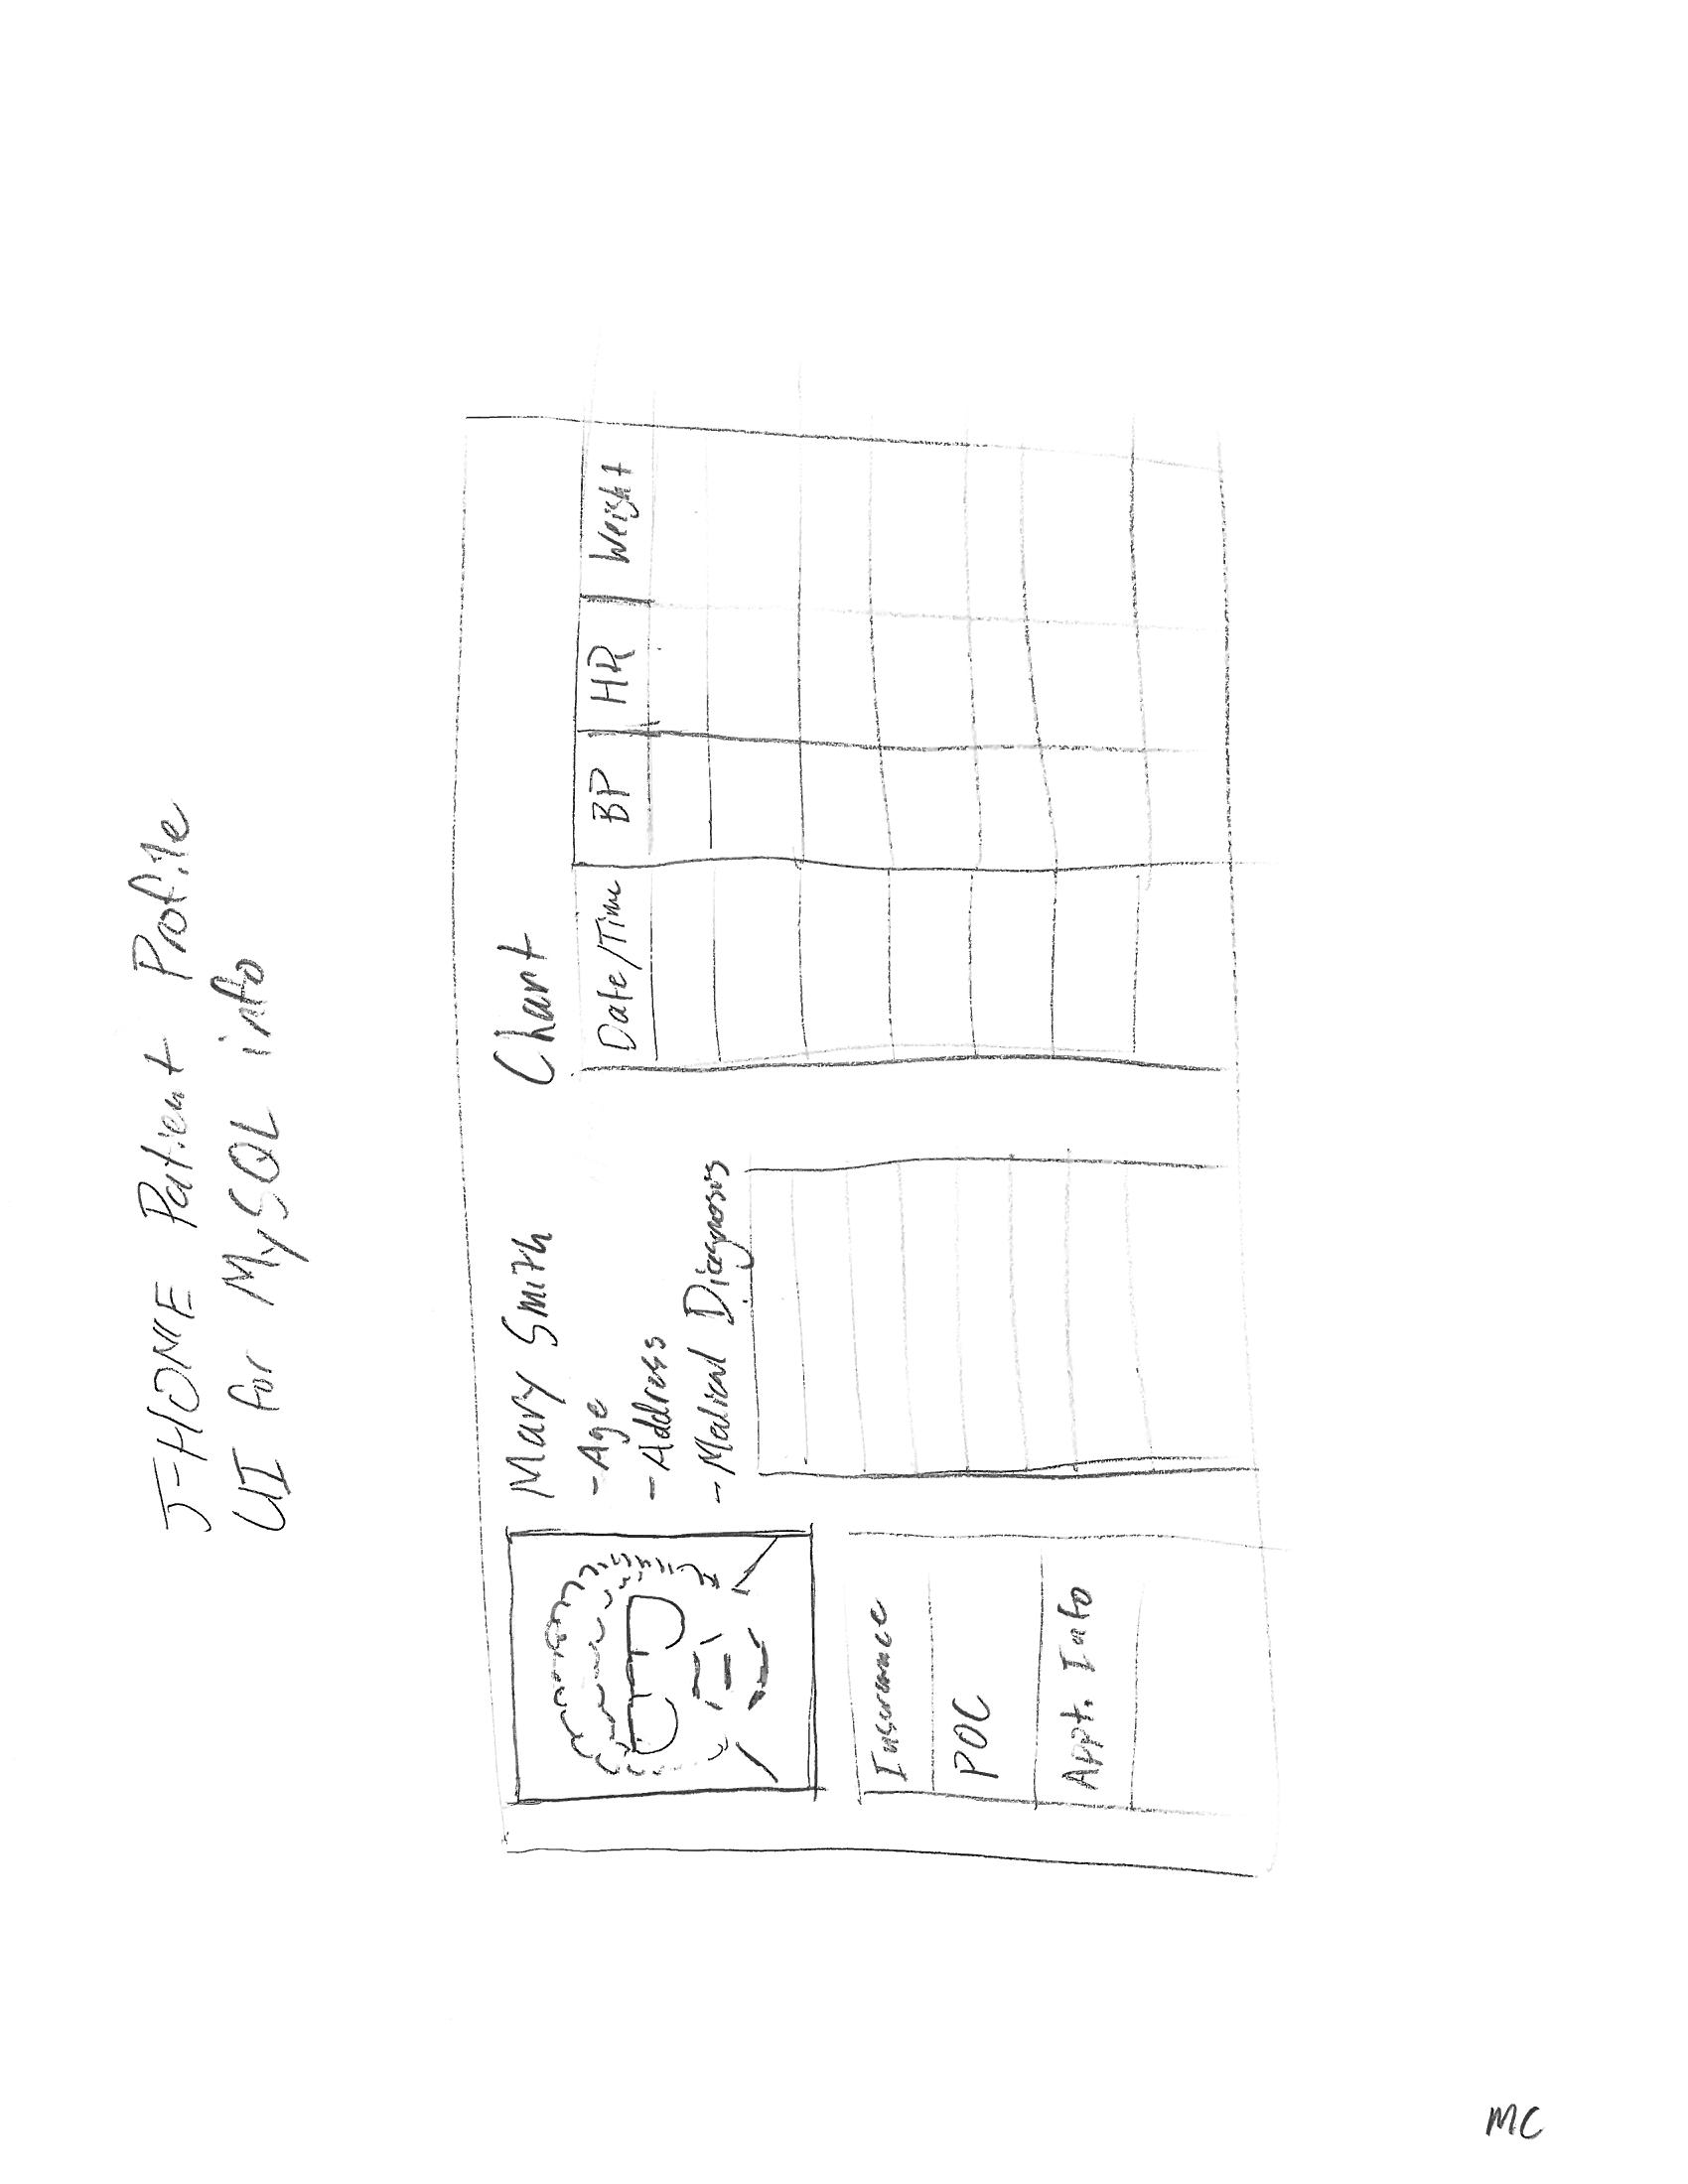 J-HOME Patient Profile
UI for MySQL info
Mary Smith
-Age
-Address
-Medical Diagnosis
Chart
Date/Time BP HR Weight
Insurance
POC
Appt. Info
MC